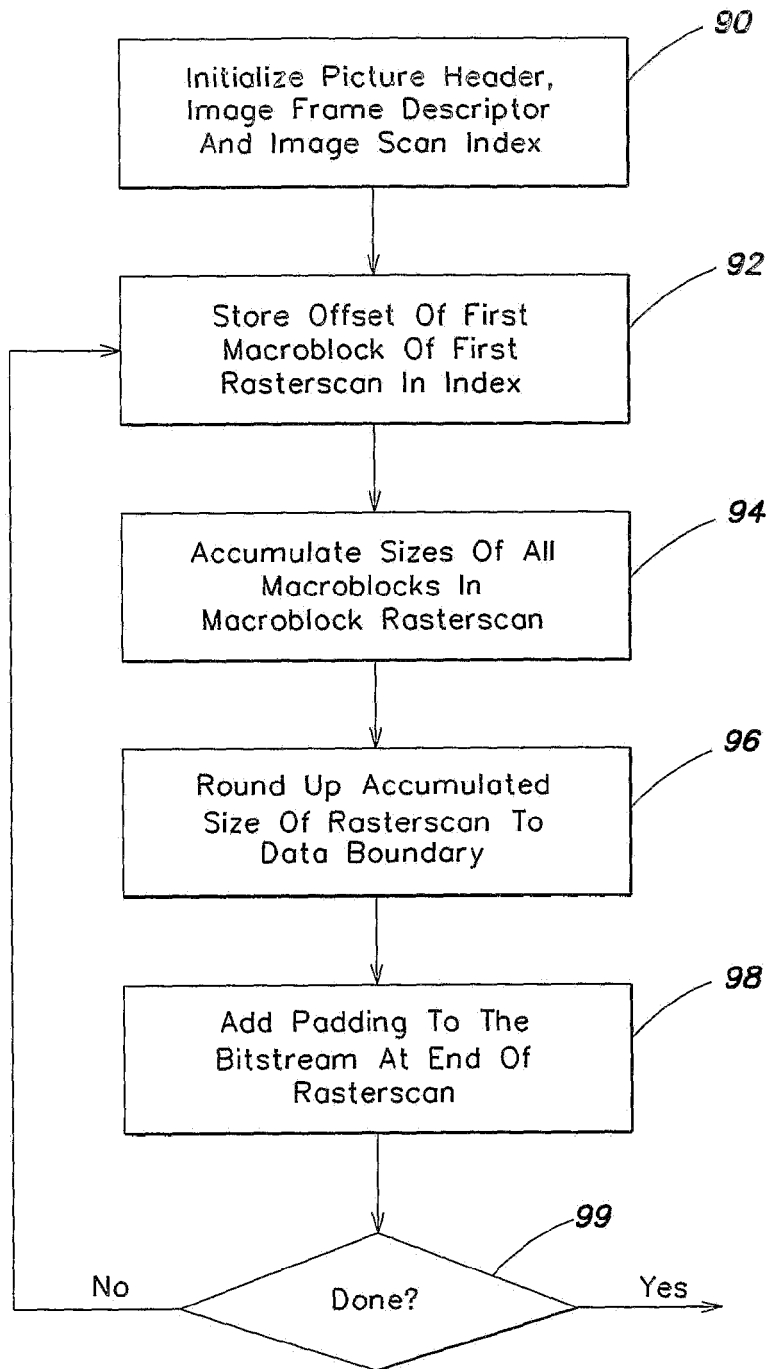 90
Initialize Picture Header,
Image Frame Descriptor
And Image Scan Index
92
Store Offset Of First
Macroblock Of First
Rasterscan In Index
94
Accumulate Sizes Of All
Macroblocks In
Macroblock Rasterscan
96
Round Up Accumulated
Size Of Rasterscan To
Data Boundary
98
Add Padding To The
Bitstream At End Of
Rasterscan
99
No
Done?
Yes